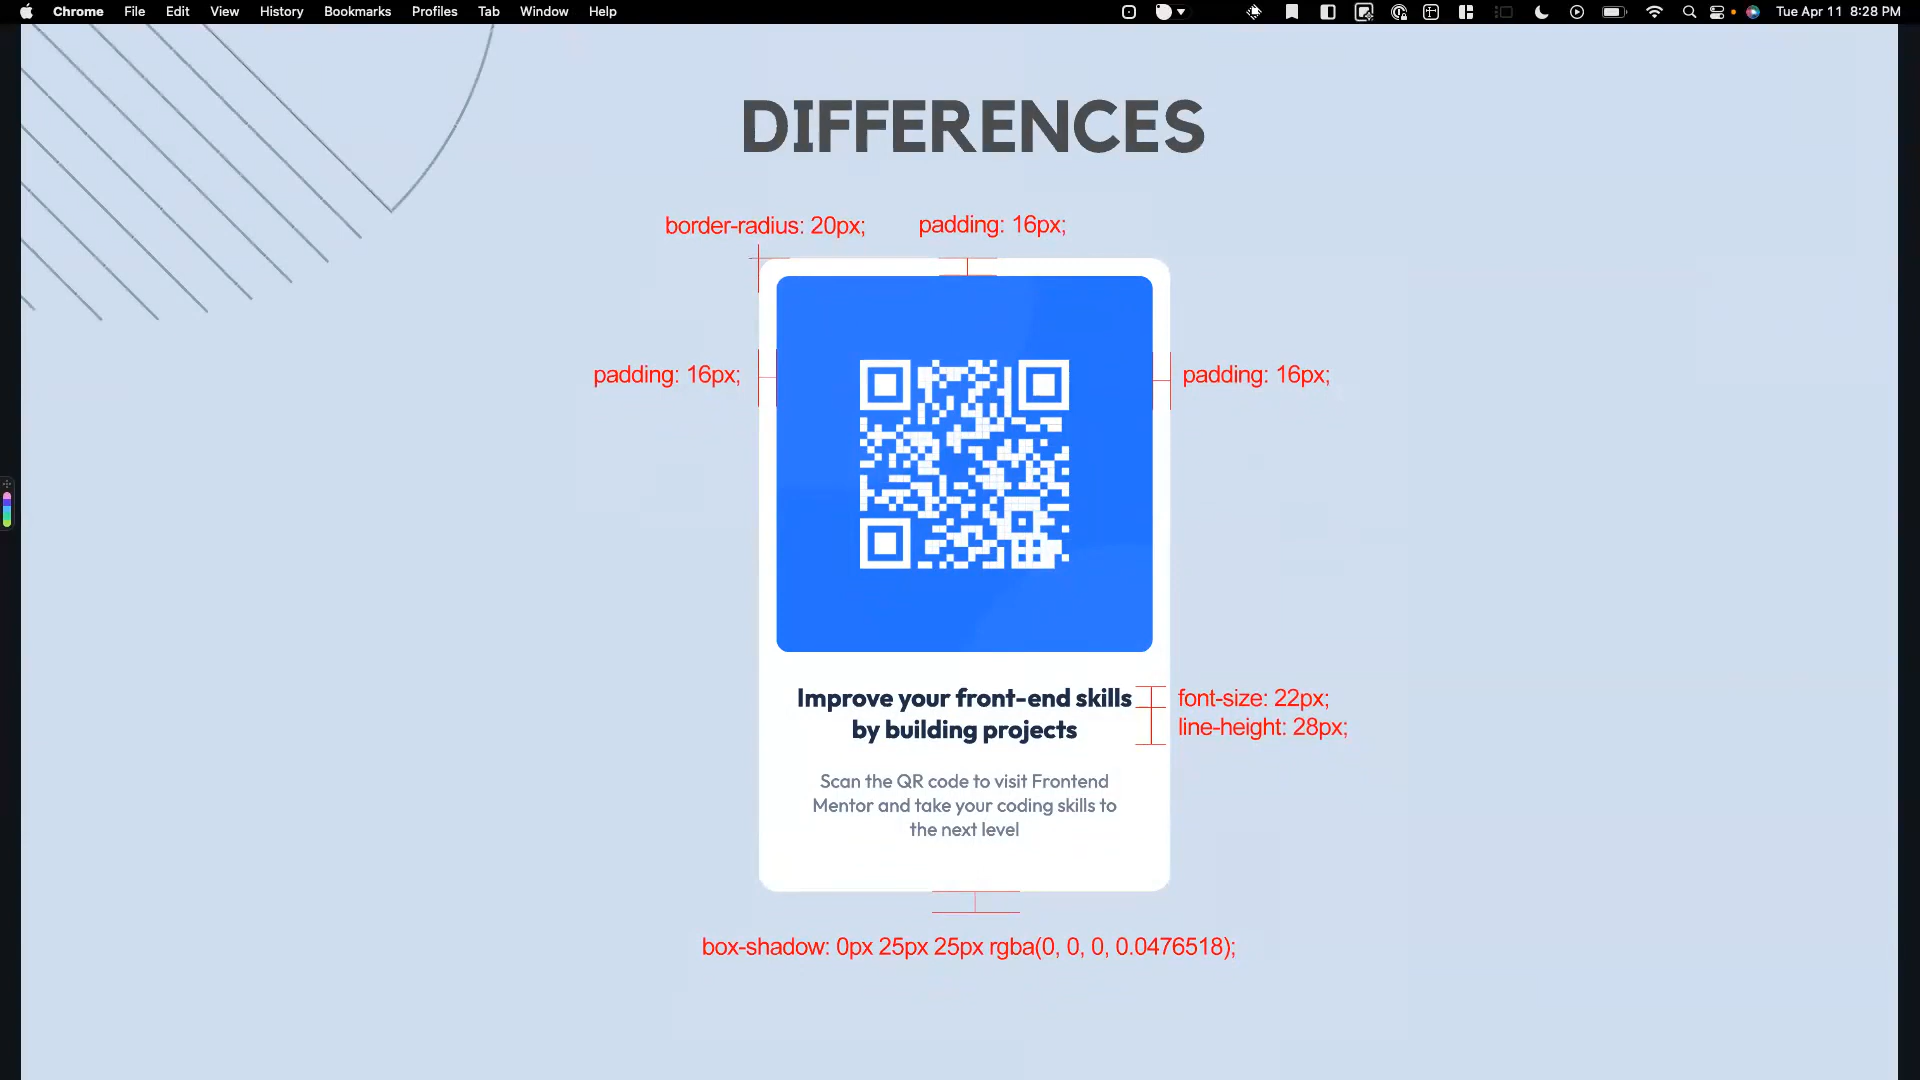 Chrome File Edit View History Bookmarks Profiles Tab Window Help Tue Apr 11 8:28 PM
DIFFERENCES
border-radius: 20px; padding: 16px;
padding: 16px; padding: 16px;
Improve your front-end skills
by building projects
font-size: 22px;
line-height: 28px;
Scan the QR code to visit Frontend
Mentor and take your coding skills to
the next level
box-shadow: 0px 25px 25px rgba(0, 0, 0, 0.0476518);